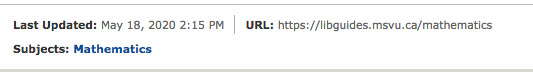 Last Updated: May 18, 2020 2:15 PM URL: https://libguides.msvu.ca/mathematics
Subjects: Mathematics